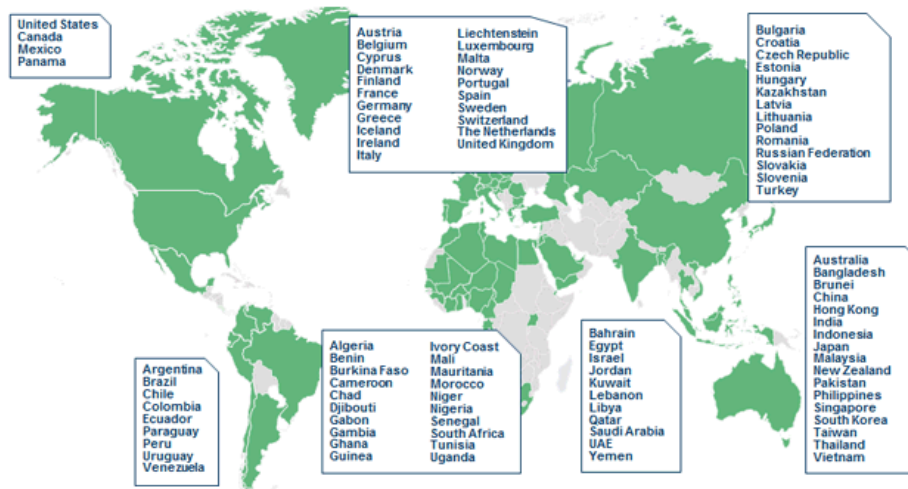 United States
Canada
Mexico
Panama
Austria
Belgium
Cyprus
Denmark
Finland
France
Germany
Greece
Iceland
Ireland
Italy
Liechtenstein
Luxembourg
Malta
Norway
Portugal
Spain
Sweden
Switzerland
The Netherlands
United Kingdom
Bulgaria
Croatia
Czech Republic
Estonia
Hungary
Kazakhstan
Latvia
Lithuania
Poland
Romania
Russian Federation
Slovakia
Slovenia
Turkey
Argentina
Brazil
Chile
Colombia
Ecuador
Paraguay
Peru
Uruguay
Venezuela
Algeria
Benin
Burkina Faso
Cameroon
Chad
Djibouti
Gabon
Gambia
Ghana
Guinea
Ivory Coast
Mali
Mauritania
Morocco
Niger
Nigeria
Senegal
South Africa
Tunisia
Uganda
Bahrain
Egypt
Israel
Jordan
Kuwait
Lebanon
Libya
Qatar
Saudi Arabia
UAE
Yemen
Australia
Bangladesh
Brunei
China
Hong Kong
India
Indonesia
Japan
Malaysia
New Zealand
Pakistan
Philippines
Singapore
South Korea
Taiwan
Thailand
Vietnam